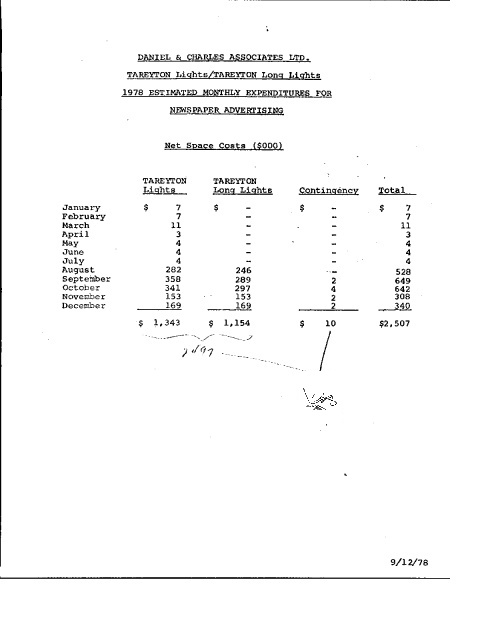 DANIEL & CHARLES ASSOCIATES LTD.
TAREYTON Lights/TAREYTON Long Lights
1978 ESTIMATED MONTHLY EXPENDITURES FOR
NEWSPAPER ADVERTISING
Net Space Costs ($000)
TAREYTON Lights TAREYTON Long Lights Contingency Total
January $ 7 $ - $ - $ 7
February 7 - - 7
March 11 - - 11
April 3 - - 3
May 4 - - 4
June 4 - - 4
July 4 - - 4
August 282 246 - 528
September 358 289 2 649
October 341 297 4 642
November 153 153 2 308
December 169 169 2 340
$ 1,343 $ 1,154 $ 10 $2,507
9/12/78